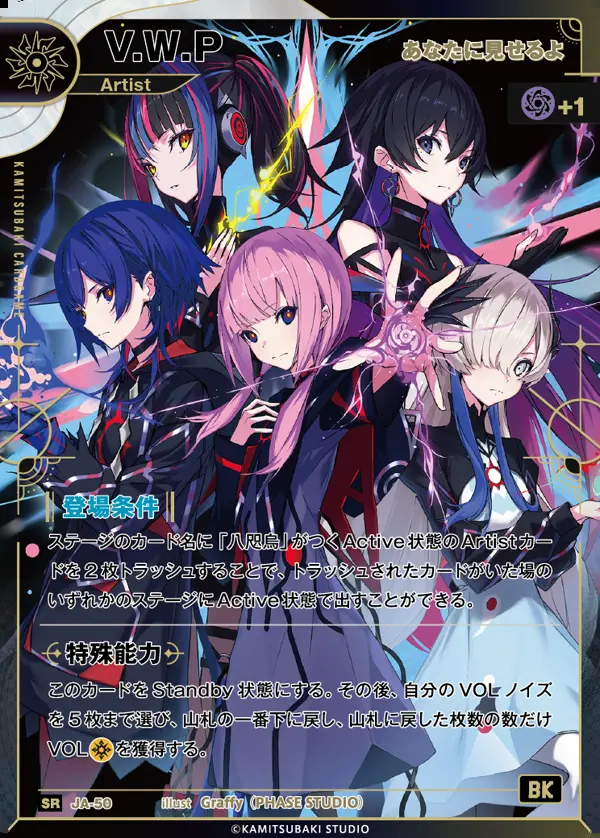 V.W.P
あなたに見せるよ
Artist
+1
登場条件
ステージのカード名に「八咫烏」がつくActive状態のArtistカー
ドを2枚トラッシュすることで、トラッシュされたカードがいた場の
いずれかのステージにActive状態で出すことができる。
特殊能力
このカードをStandby状態にする。その後、自分のVOLノイズ
を5枚まで選び、山札の一番下に戻し、山札に戻した枚数の数だけ
VOLを獲得する。
SR JA-50 illust Graffy（PHASE STUDIO）
BK
©KAMITSUBAKI STUDIO